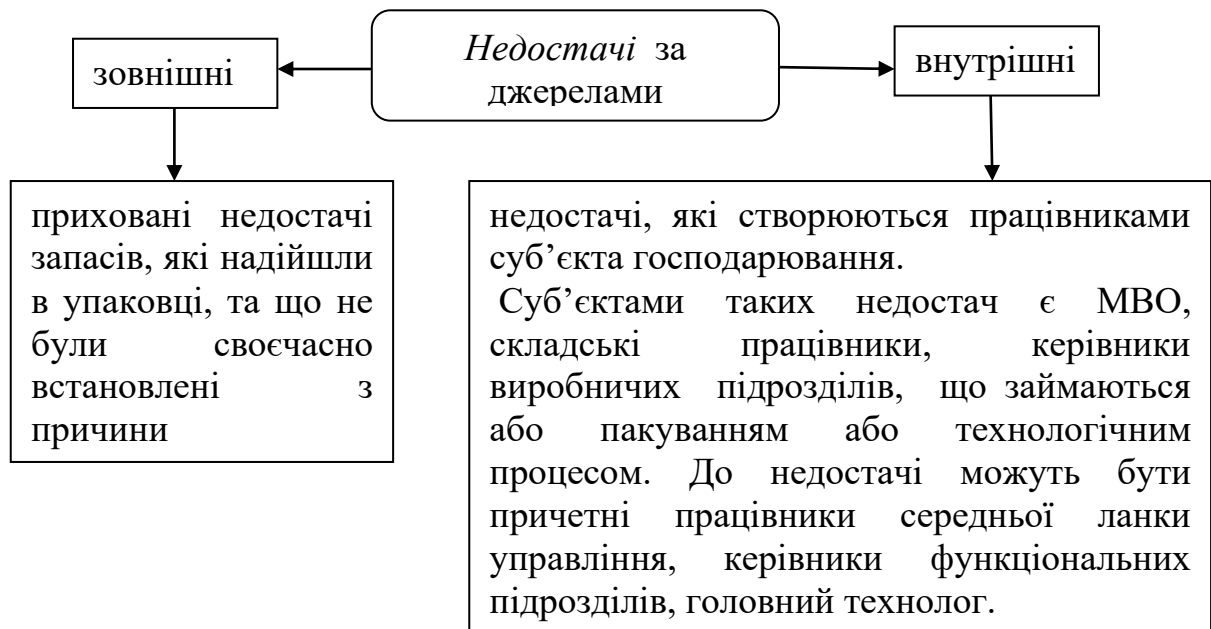 Недостачі за
джерелами
зовнішні
внутрішні
приховані недостачі
запасів, які надійшли
в упаковці, та що не
були своєчасно
встановлені з
причини
недостачі, які створюються працівниками
суб’єкта господарювання.
Суб’єктами таких недостач є МВО,
складські працівники, керівники
виробничих підрозділів, що займаються
або пакуванням або технологічним
процесом. До недостачі можуть бути
причетні працівники середньої ланки
управління, керівники функціональних
підрозділів, головний технолог.